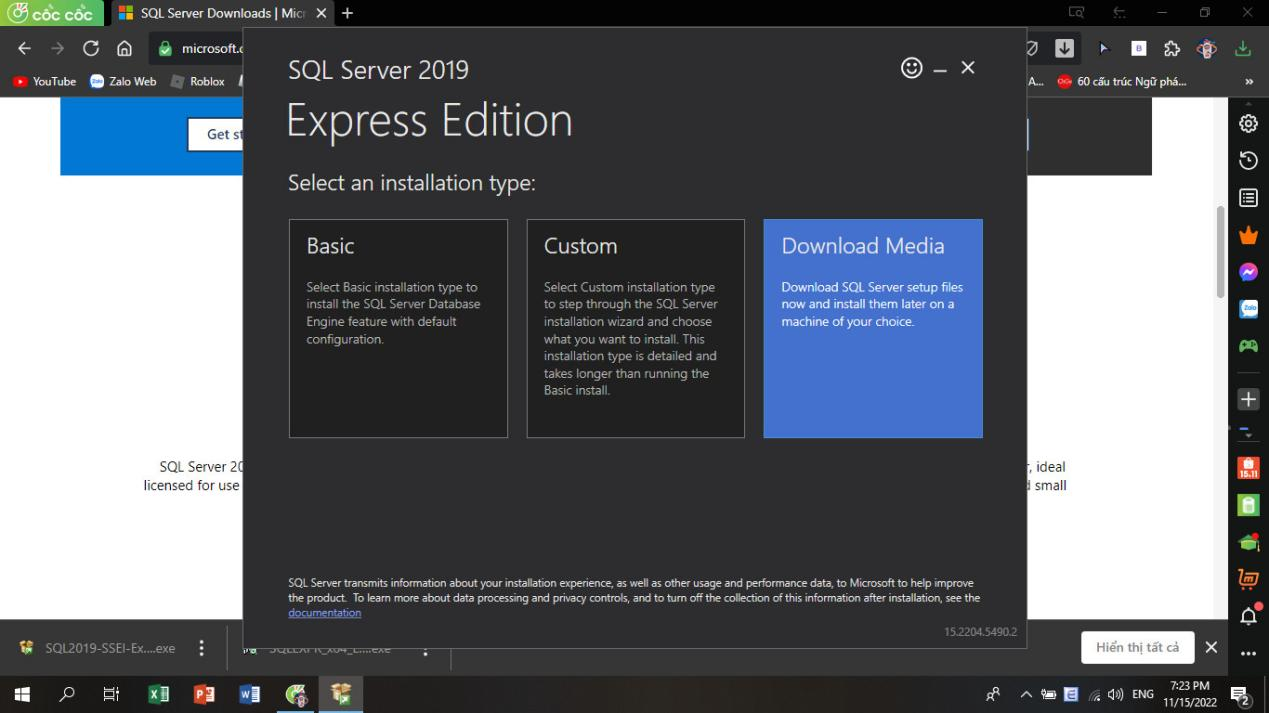 cốc cốc
SQL Server Downloads | Micr
microsoft.c
YouTube
Zalo Web
Roblox
A...
60 cấu trúc Ngữ phá...
»
Get st
SQL Server 2019
Express Edition
Select an installation type:
Basic
Select Basic installation type to
install the SQL Server Database
Engine feature with default
configuration.
Custom
Select Custom installation type
to step through the SQL Server
installation wizard and choose
what you want to install. This
installation type is detailed and
takes longer than running the
Basic install.
Download Media
Download SQL Server setup files
now and install them later on a
machine of your choice.
SQL Server 20
licensed for use
r, ideal
d small
SQL Server transmits information about your installation experience, as well as other usage and performance data, to Microsoft to help improve
the product. To learn more about data processing and privacy controls, and to turn off the collection of this information after installation, see the
documentation
15.2204.5490.2
Zalo
15.11
SQL2019-SSEI-Ex....exe
Hiển thị tất cả
ENG
7:23 PM
11/15/2022
2